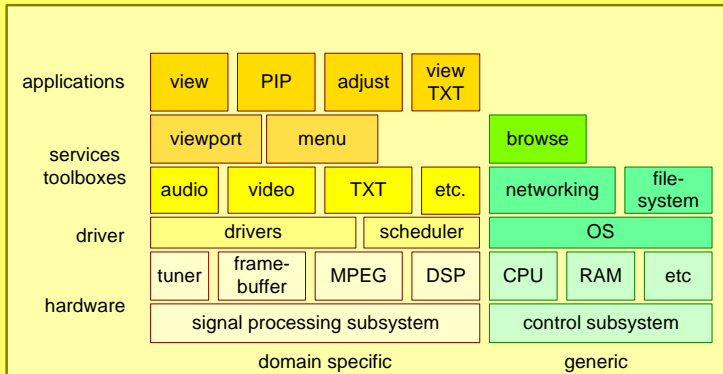 applications
view
PIP
adjust
view
TXT
services
toolboxes
viewport
menu
browse
audio
video
TXT
etc.
networking
file-
system
driver
drivers
scheduler
OS
hardware
tuner
frame-
buffer
MPEG
DSP
CPU
RAM
etc
signal processing subsystem
control subsystem
domain specific
generic